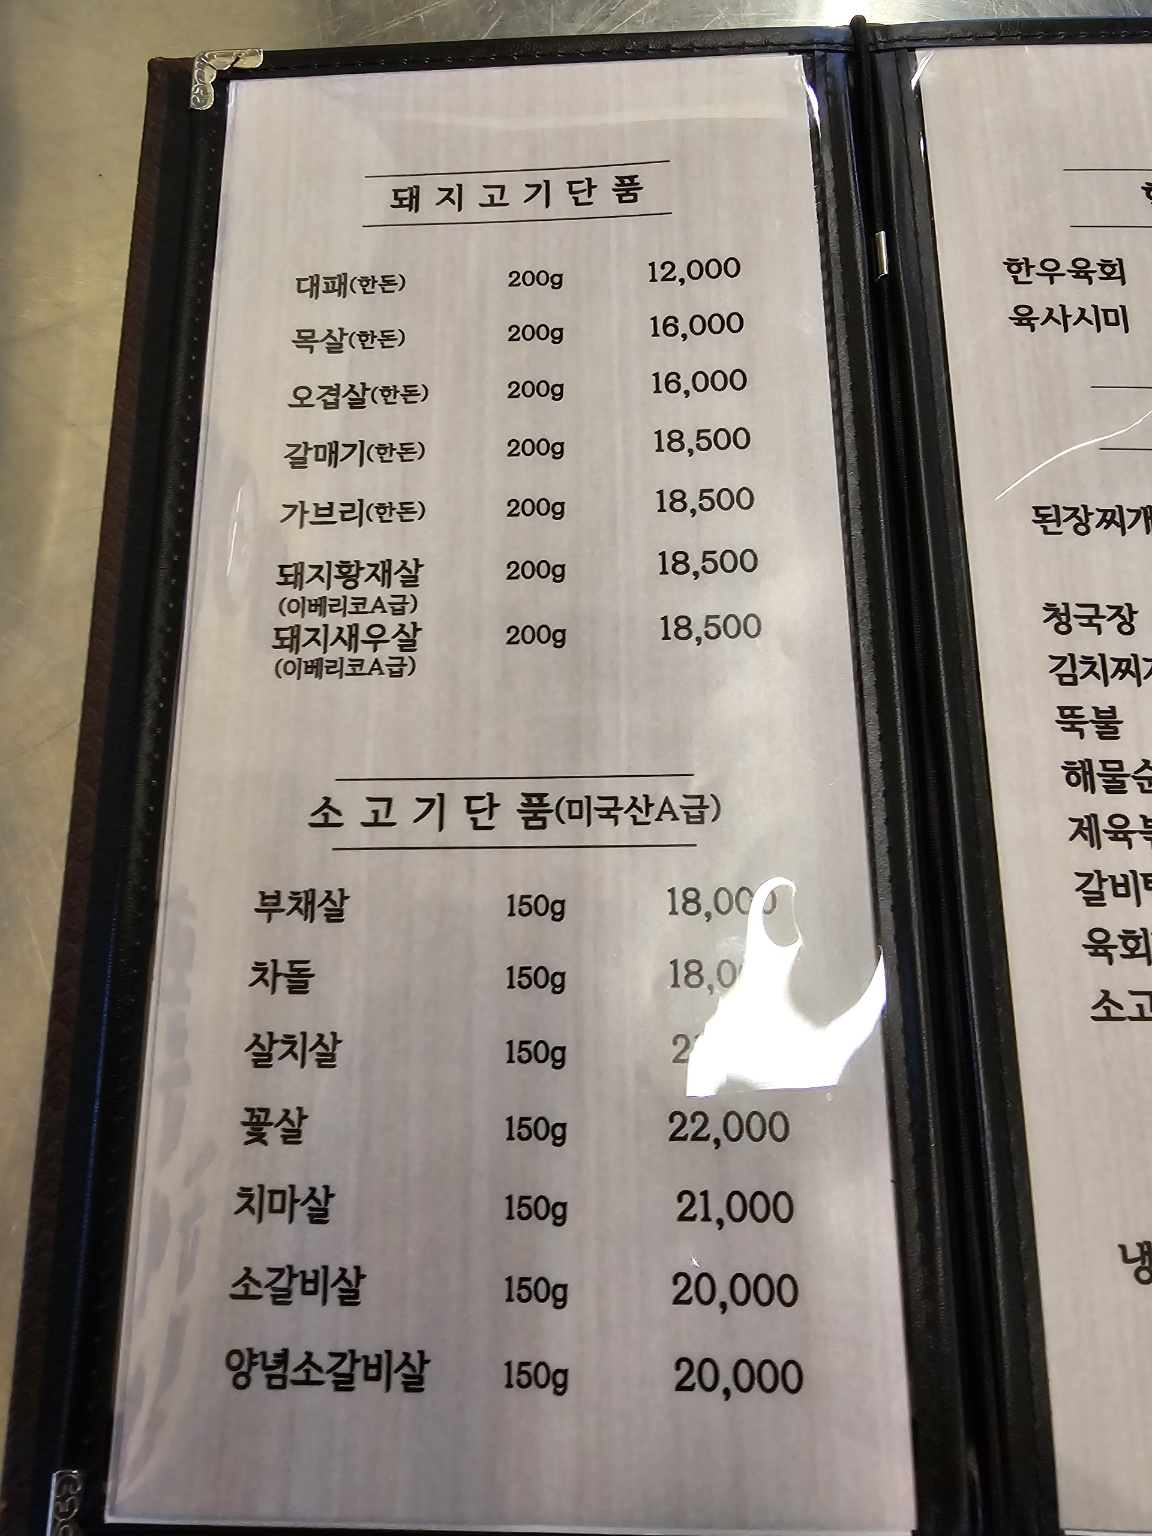 돼지고기단품
대패(한돈) 200g 12,000
목살(한돈) 200g 16,000
오겹살(한돈) 200g 16,000
갈매기(한돈) 200g 18,500
가브리(한돈) 200g 18,500
돼지황재살 200g 18,500
(이베리코A급)
돼지새우살 200g 18,500
(이베리코A급)
소고기단품(미국산A급)
부채살 150g 18,000
차돌 150g
살치살 150g
꽃살 150g 22,000
치마살 150g 21,000
소갈비살 150g 20,000
양념소갈비살 150g 20,000
한우육회
육사시미
된장찌개
청국장
김치찌개
뚝불